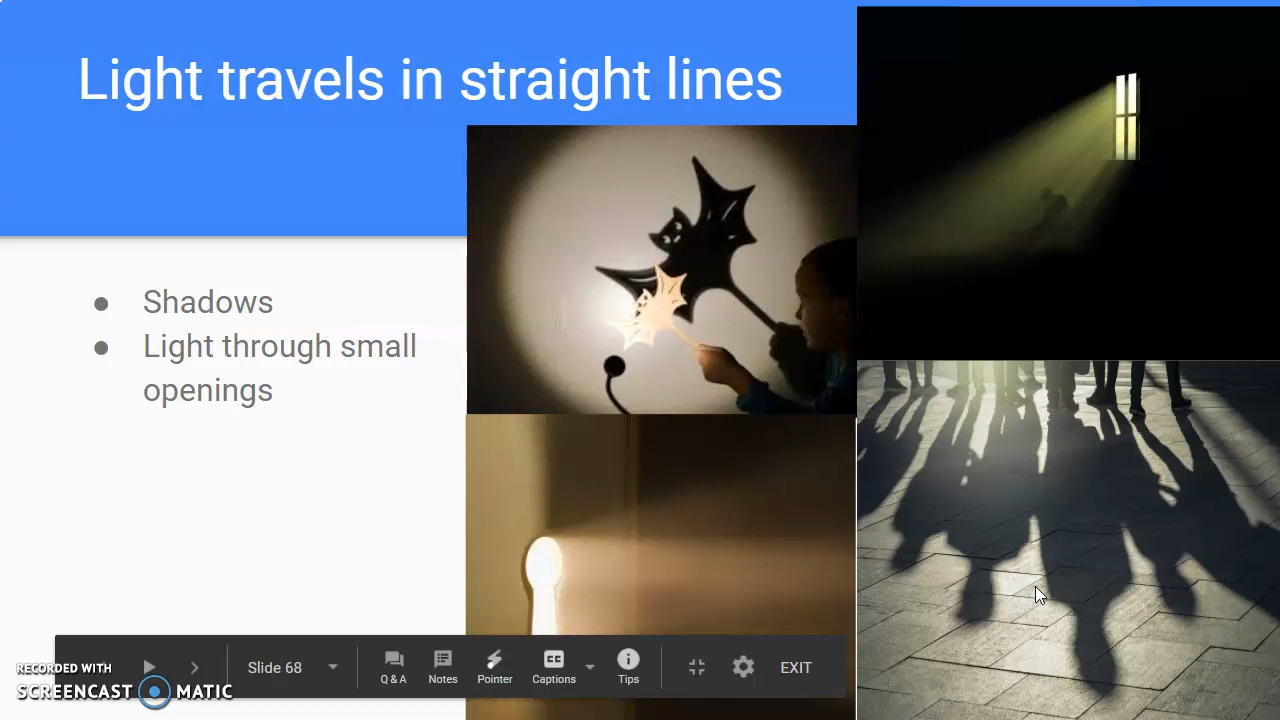 Light travels in straight lines
● Shadows
● Light through small
openings
Slide 68
Q & A
Notes
Pointer
CC
Captions
Tips
EXIT
RECORDED WITH
SCREENCAST MATIC